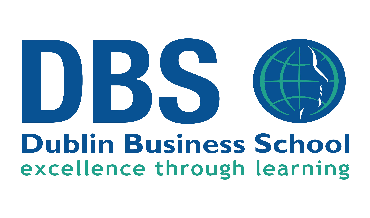 DBS
Dublin Business School
excellence through learning